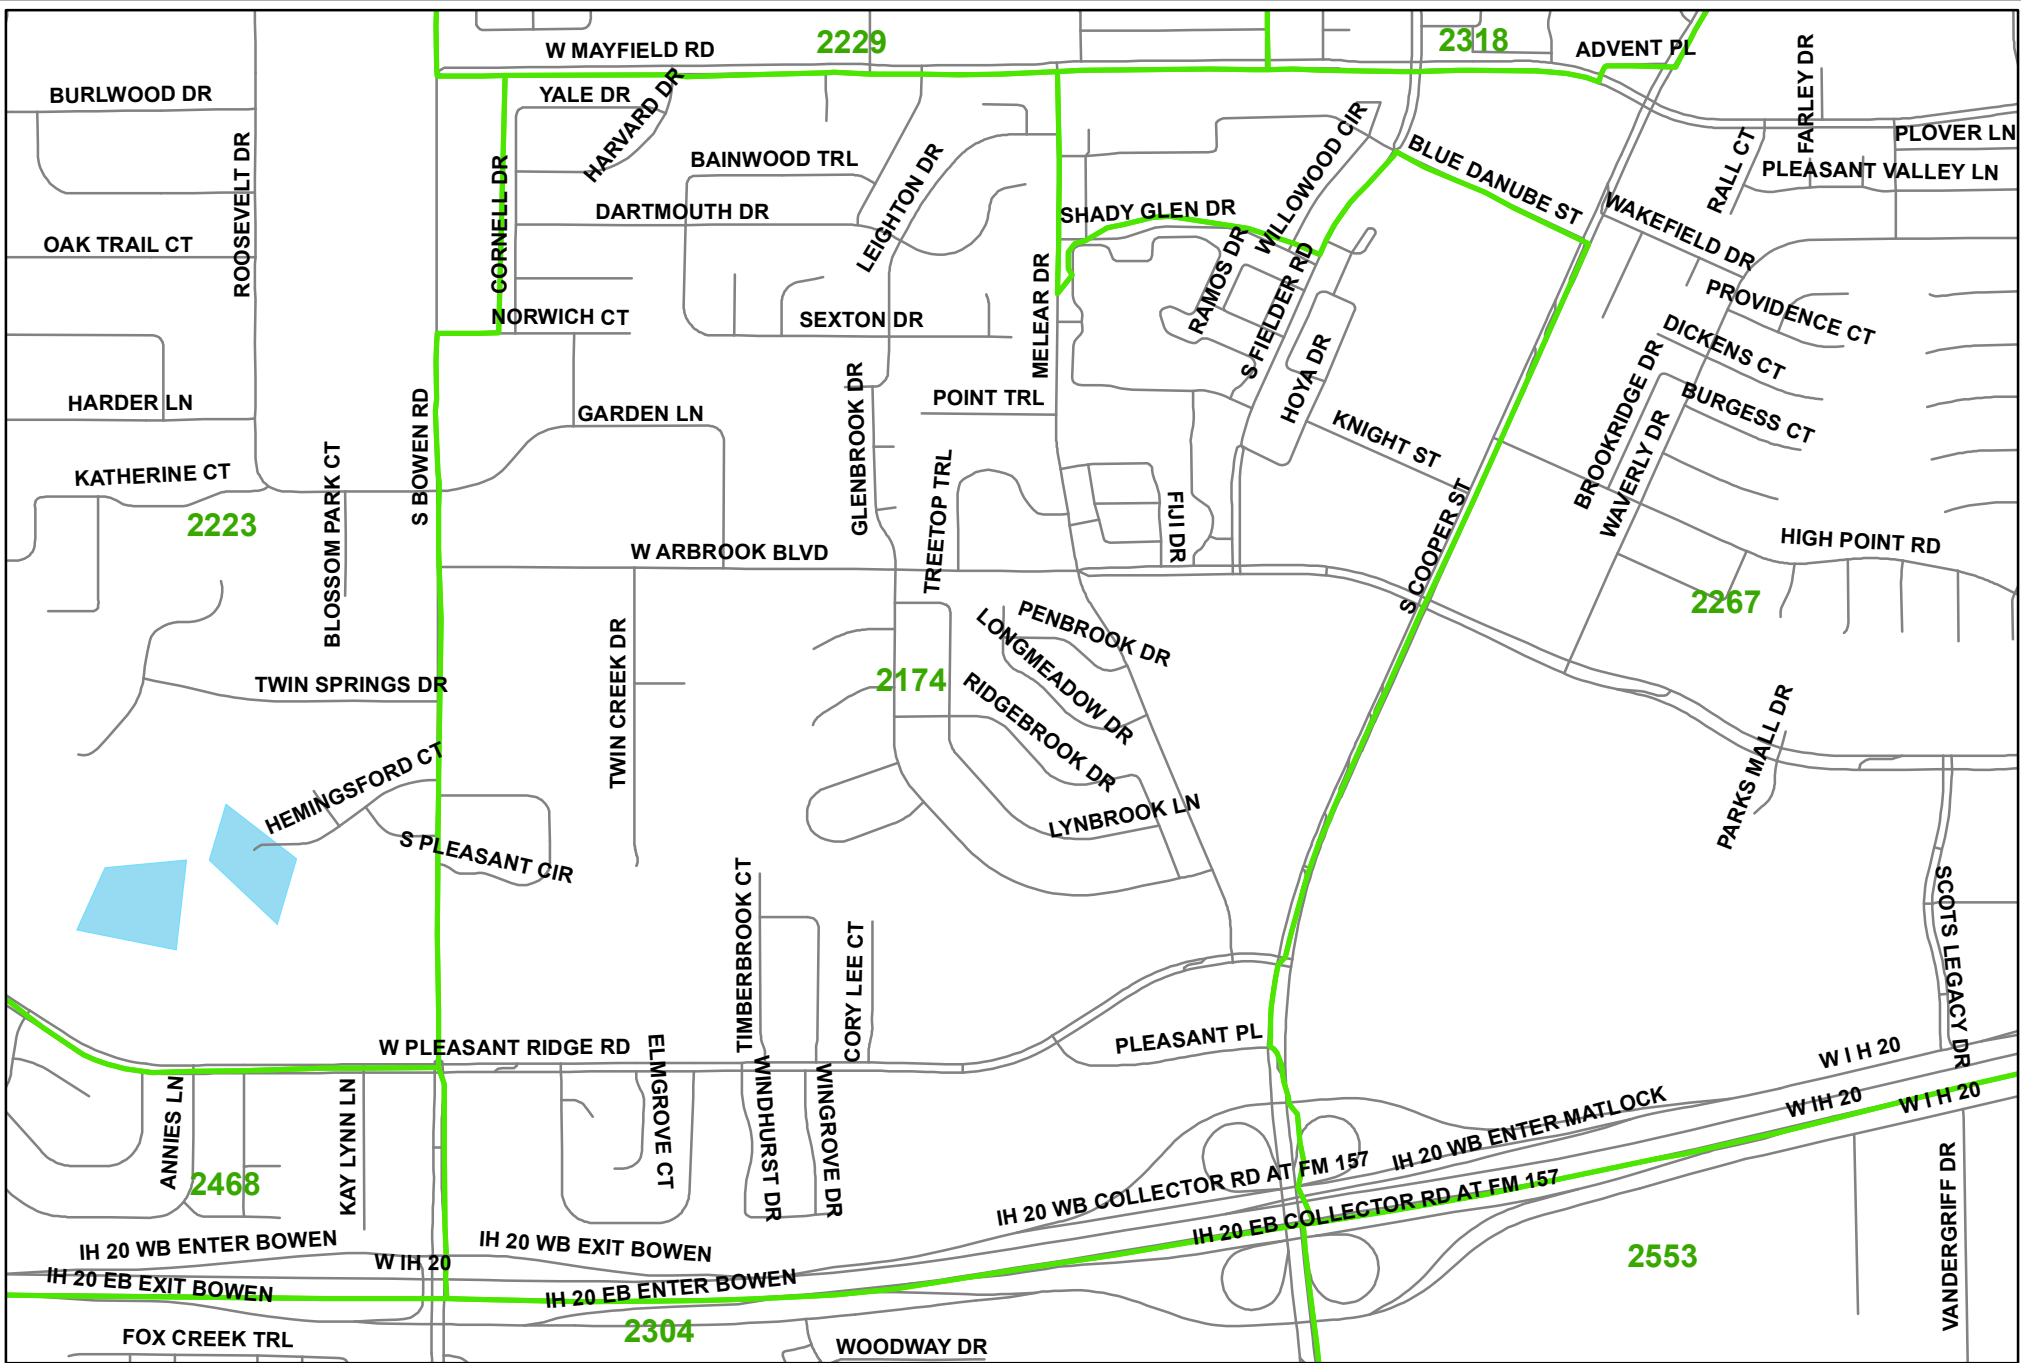 2229
2318
W MAYFIELD RD
ADVENT PL
FARLEY DR
BURLWOOD DR
YALE DR
HARVARD DR
PLOVER LN
ROOSEVELT DR
CORNELL DR
BAINWOOD TRL
LEIGHTON DR
WILLOWOOD CIR
BLUE DANUBE ST
RALL CT
PLEASANT VALLEY LN
DARTMOUTH DR
SHADY GLEN DR
WAKEFIELD DR
OAK TRAIL CT
RAMOS DR
S FIELDER RD
MELEAR DR
NORWICH CT
SEXTON DR
PROVIDENCE CT
DICKENS CT
HOYA DR
BROOKRIDGE DR
HARDER LN
S BOWEN RD
GARDEN LN
GLENBROOK DR
POINT TRL
KNIGHT ST
BURGESS CT
WAVERLY DR
KATHERINE CT
BLOSSOM PARK CT
2223
TREETOP TRL
FIJI DR
S COOPER ST
W ARBROOK BLVD
HIGH POINT RD
2267
PENBROOK DR
LONGMEADOW DR
TWIN CREEK DR
2174
TWIN SPRINGS DR
RIDGEBROOK DR
PARKS MALL DR
HEMINGSFORD CT
LYNBROOK LN
S PLEASANT CIR
TIMBERBROOK CT
CORY LEE CT
SCOTS LEGACY DR
W PLEASANT RIDGE RD
PLEASANT PL
W I H 20
ELMGROVE CT
WINDHURST DR
WINGROVE DR
ANNIES LN
KAY LYNN LN
W IH 20
W I H 20
IH 20 WB ENTER MATLOCK
2468
IH 20 WB COLLECTOR RD AT FM 157
IH 20 EB COLLECTOR RD AT FM 157
VANDERGRIFF DR
IH 20 WB ENTER BOWEN
IH 20 WB EXIT BOWEN
W IH 20
2553
IH 20 EB EXIT BOWEN
IH 20 EB ENTER BOWEN
2304
FOX CREEK TRL
WOODWAY DR